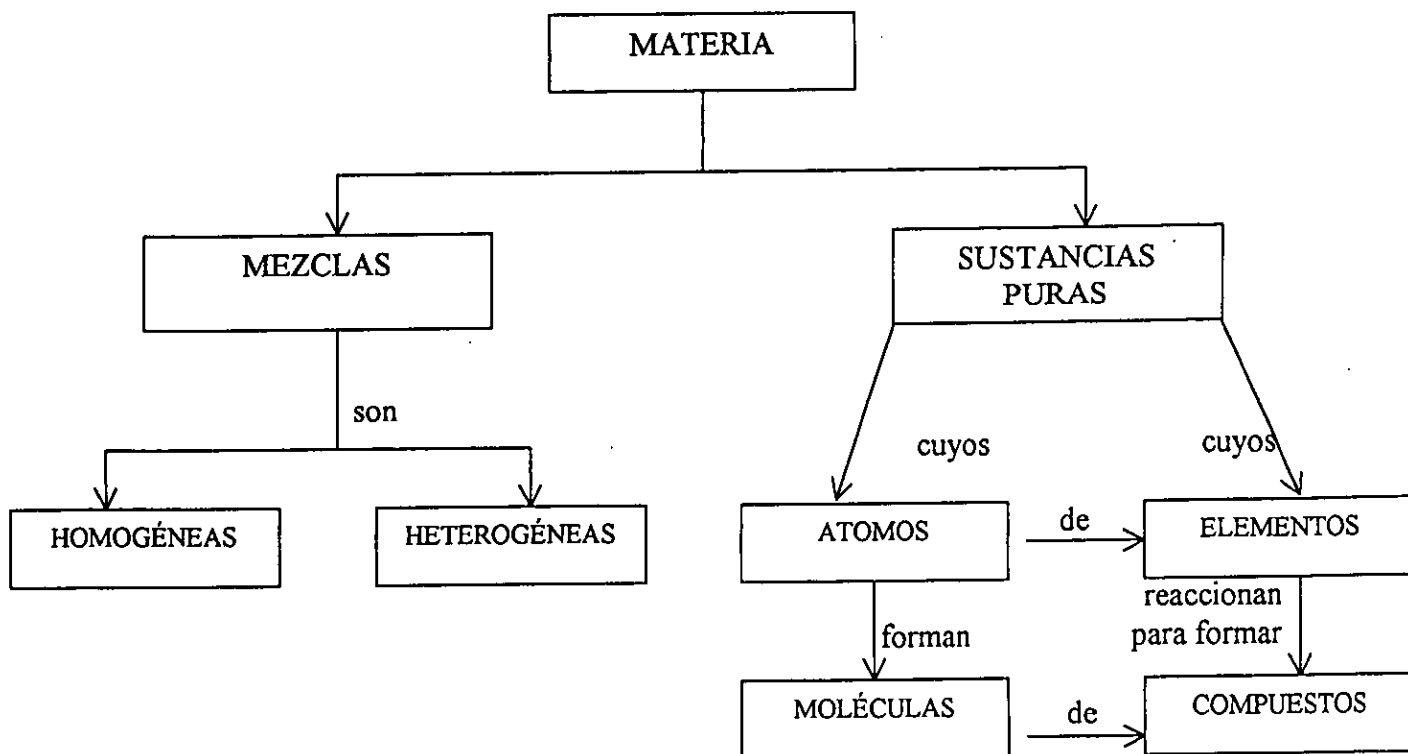 MATERIA
MEZCLAS
SUSTANCIAS
PURAS
son
cuyos
cuyos
HOMOGÉNEAS
HETEROGÉNEAS
ATOMOS
de
ELEMENTOS
forman
reaccionan
para formar
MOLÉCULAS
de
COMPUESTOS